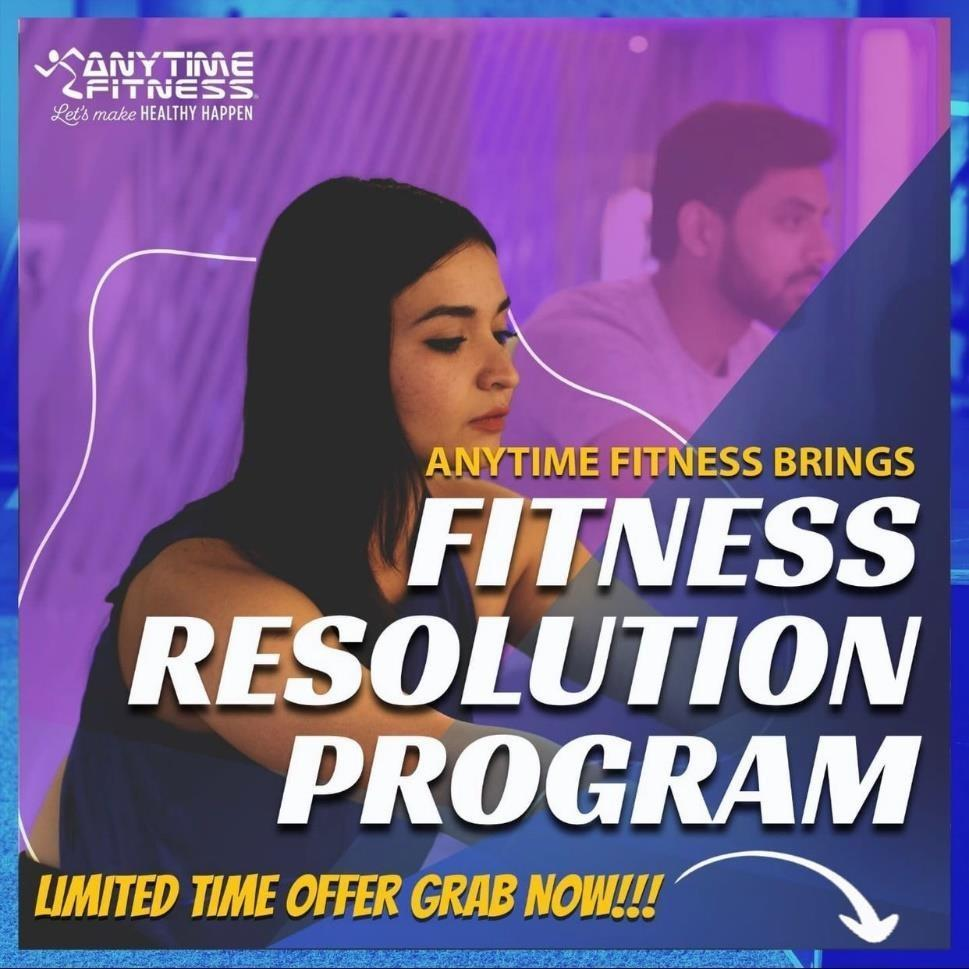 ANYTIME
FITNESS®
Let's make HEALTHY HAPPEN
ANYTIME FITNESS BRINGS
FITNESS
RESOLUTION
PROGRAM
LIMITED TIME OFFER GRAB NOW!!!